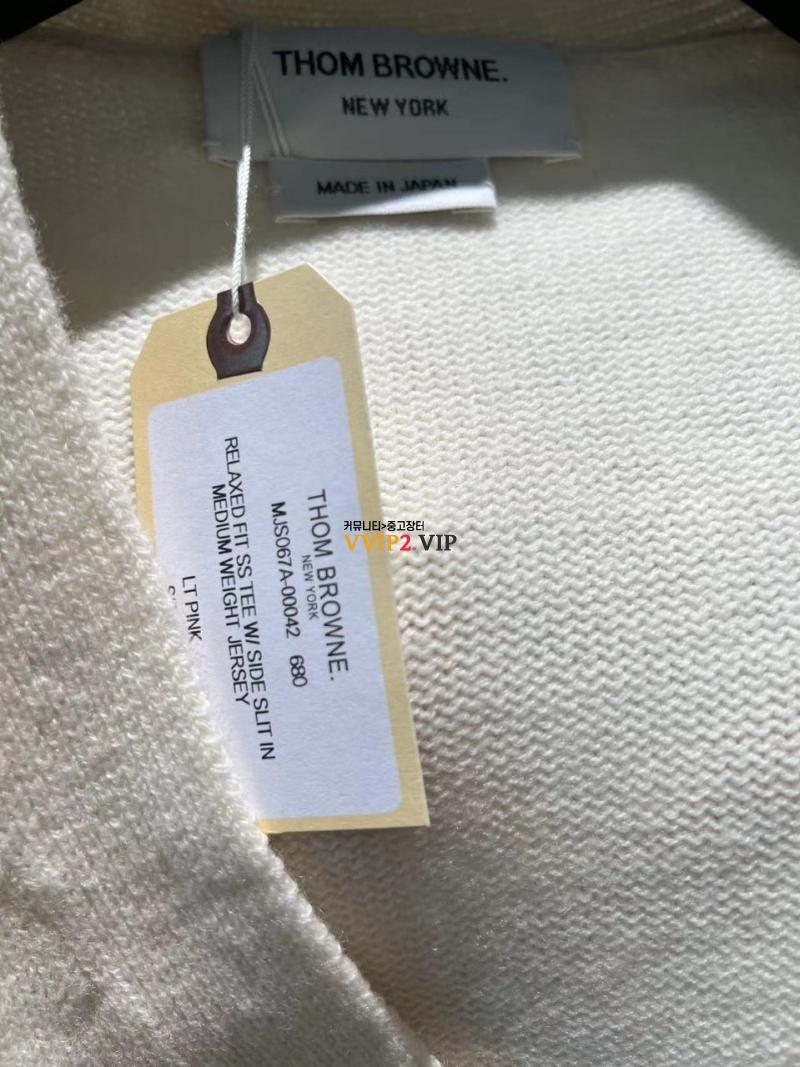 THOM BROWNE.
NEW YORK
MADE IN JAPAN
THOM BROWNE.
NEW YORK
MJS067A-00042 680
RELAXED FIT SS TEE W/ SIDE SLIT IN
MEDIUM WEIGHT JERSEY
LT PINK
커뮤니티>중고장터
VVIP2.VIP